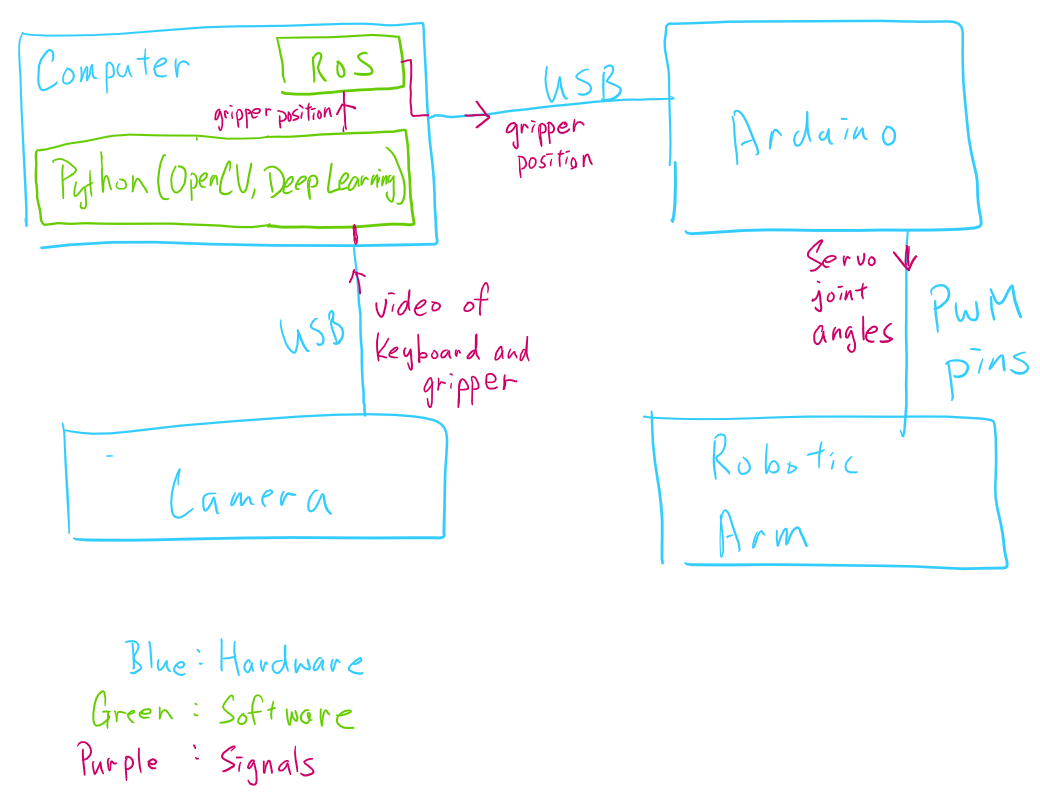 Computer
RoS
gripper position
Python (OpenCV, Deep Learning)
USB
gripper
position
Arduino
Servo
joint
angles
PWM
pins
USB
video of
keyboard and
gripper
Camera
Robotic
Arm
Blue : Hardware
Green : Software
Purple : Signals